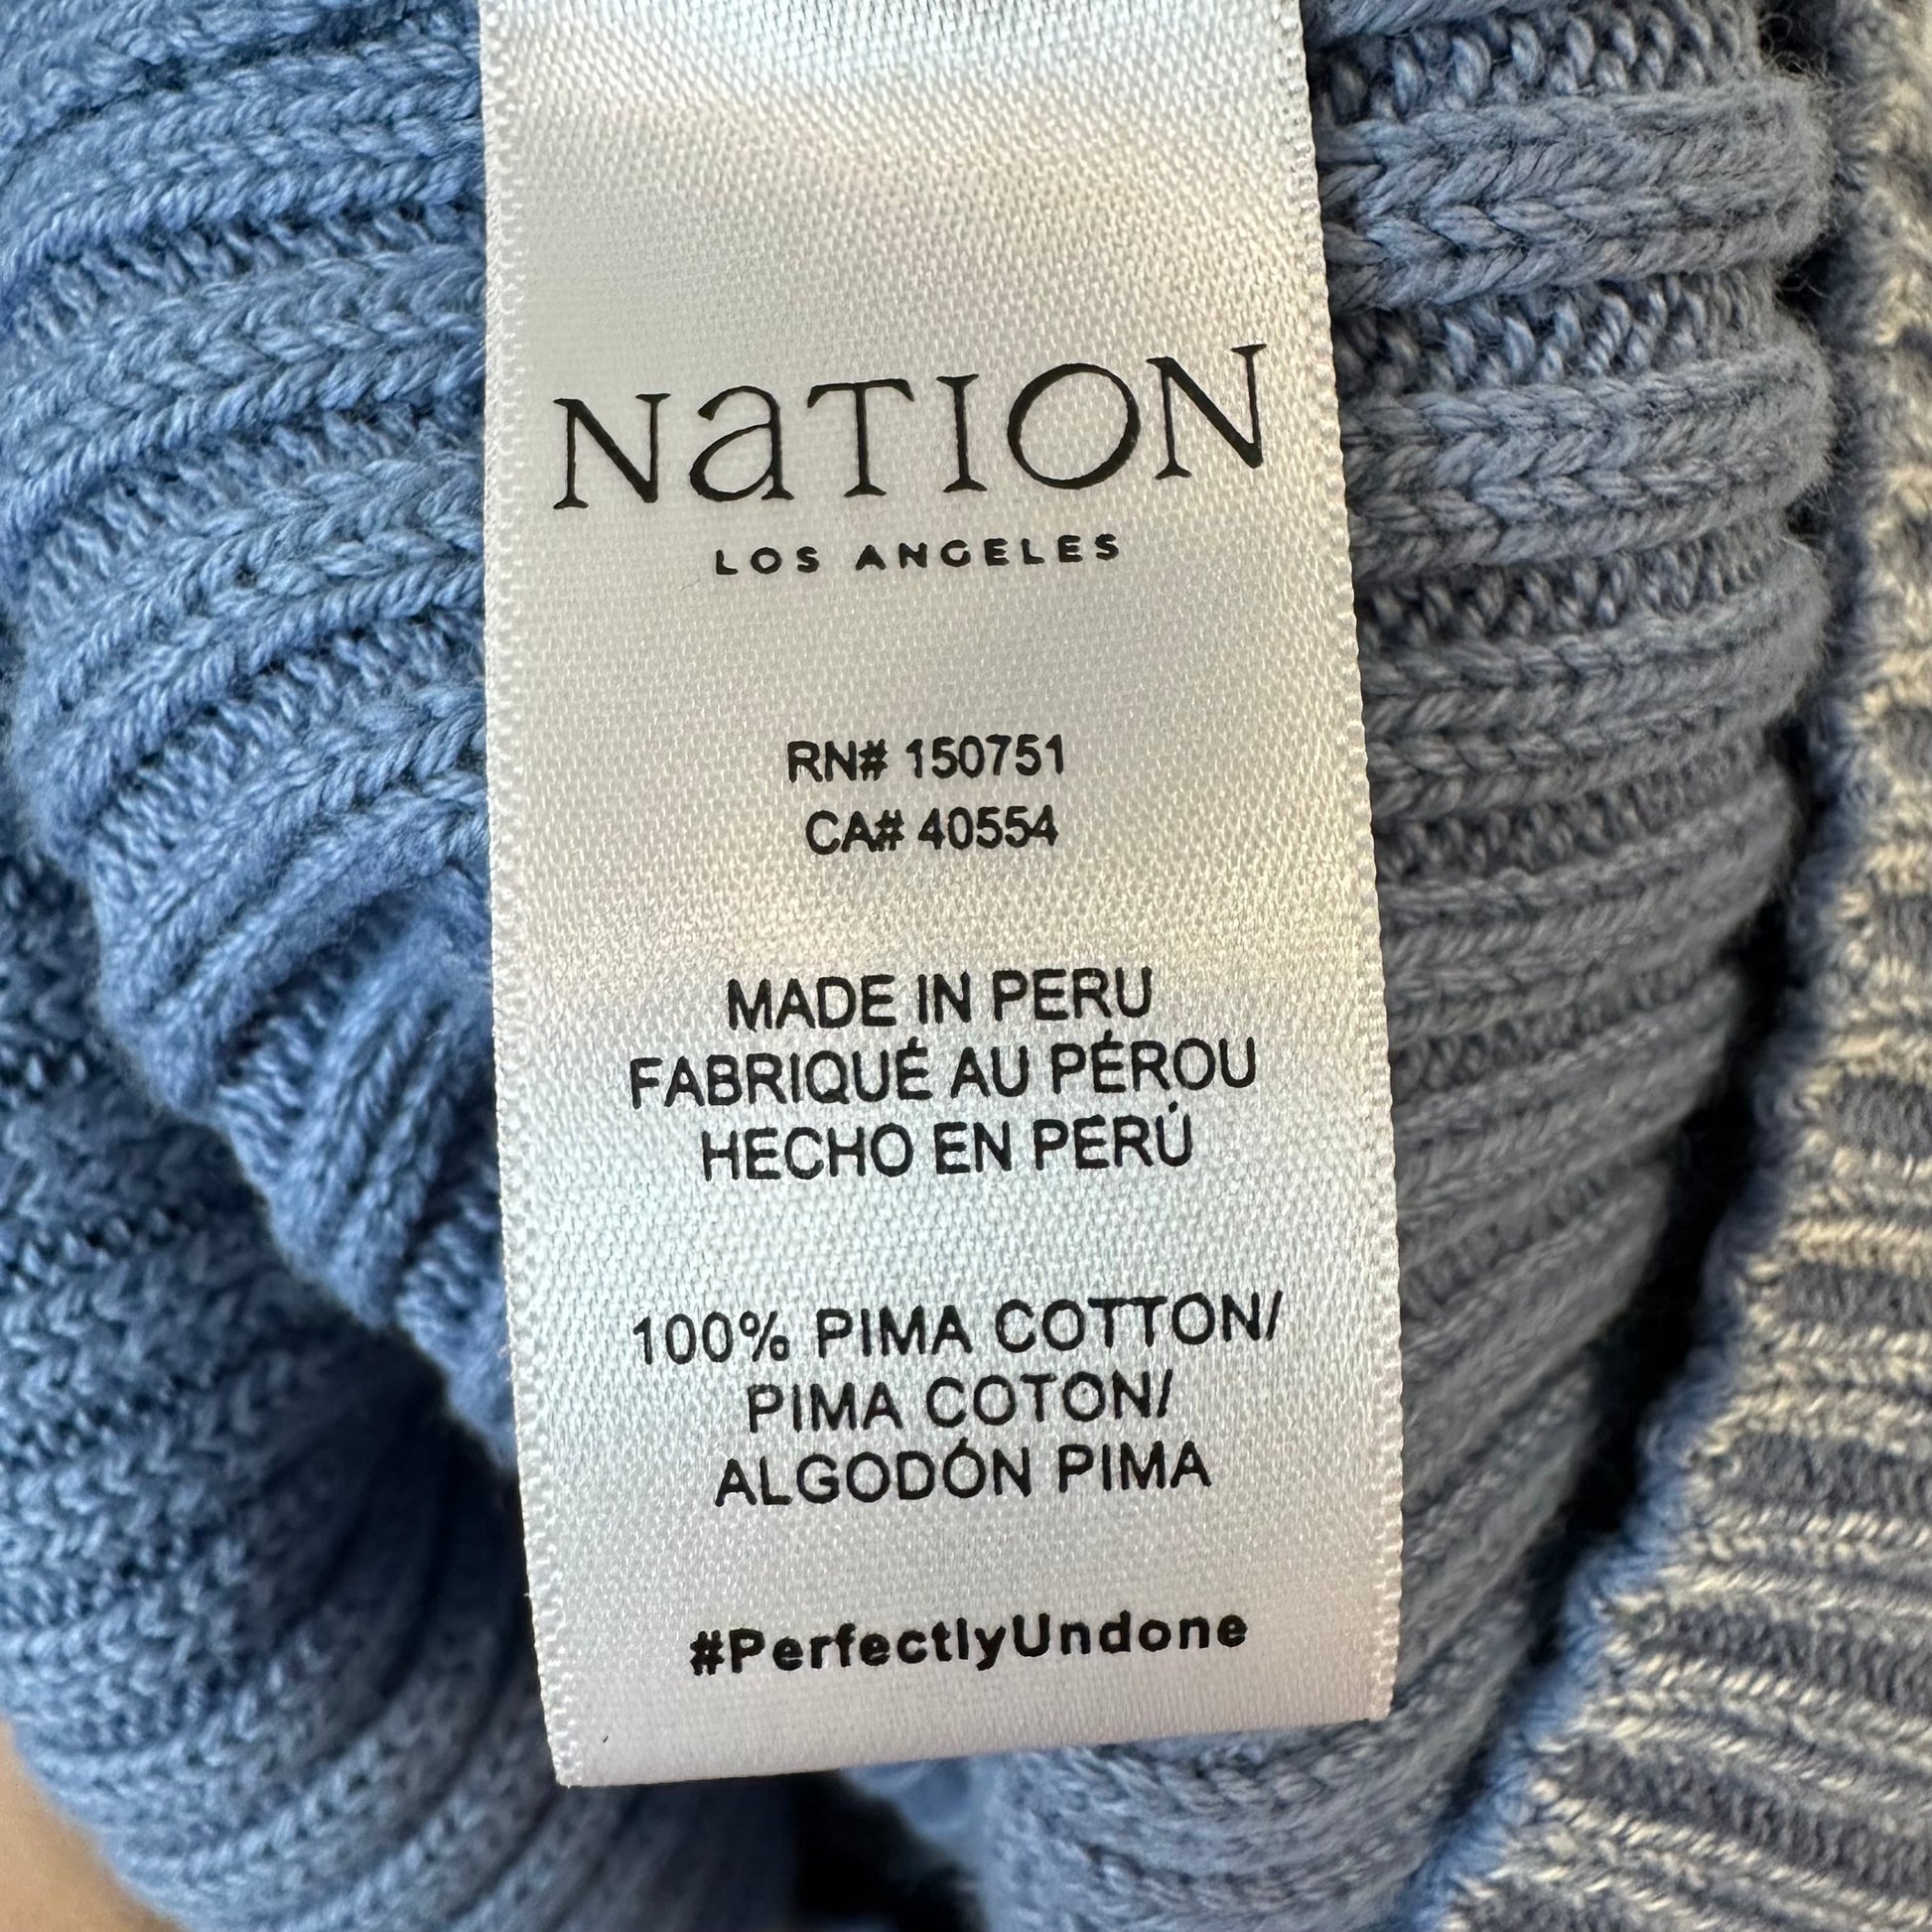 NaTION
LOS ANGELES
RN# 150751
CA# 40554
MADE IN PERU
FABRIQUÉ AU PÉROU
HECHO EN PERÚ
100% PIMA COTTON/
PIMA COTON/
ALGODÓN PIMA
#PerfectlyUndone